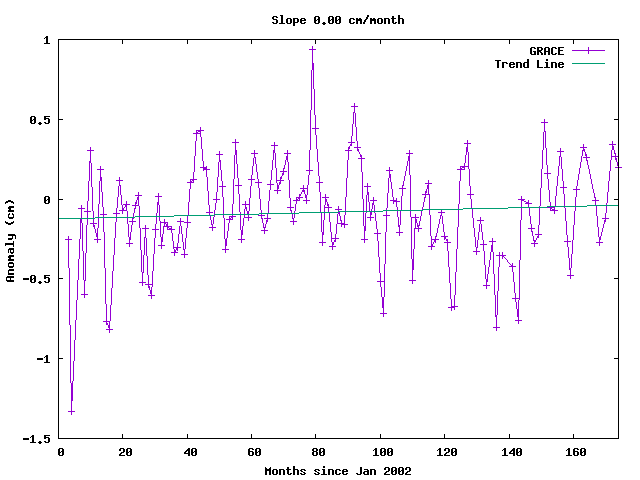 Slope 0.00 cm/month
GRACE
Trend Line
1
0.5
0
-0.5
-1
-1.5
Anomaly (cm)
0 20 40 60 80 100 120 140 160
Months since Jan 2002